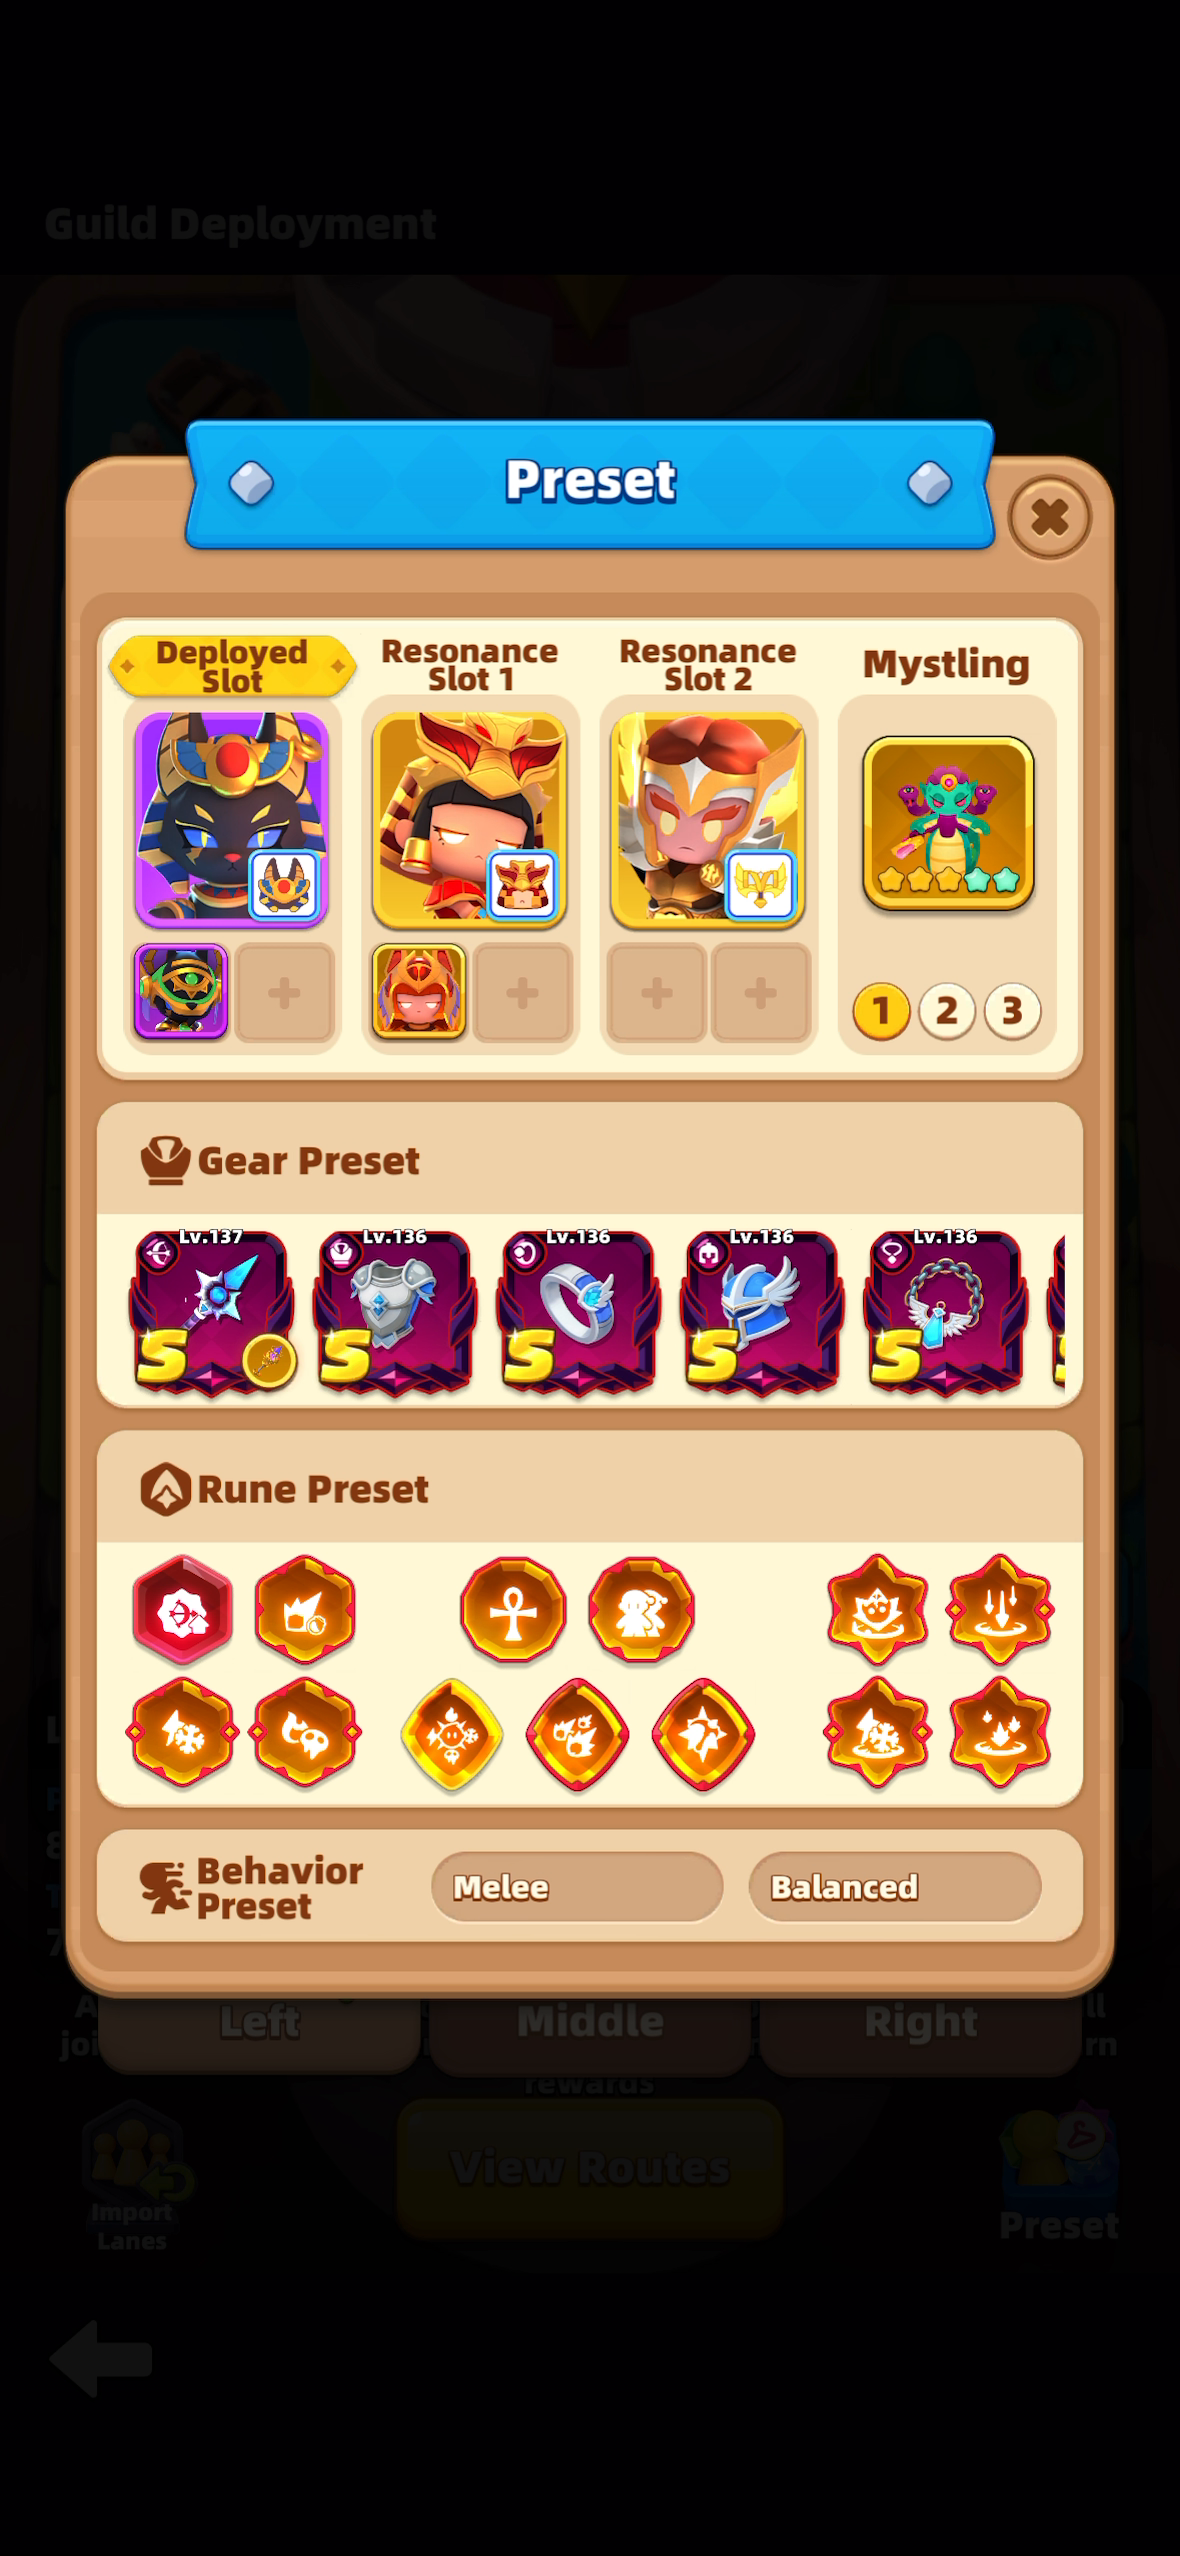 Guild Deployment
Preset
Deployed
Slot
Resonance
Slot 1
Resonance
Slot 2
Mystling
1 2 3
Gear Preset
Lv.137 Lv.136 Lv.136 Lv.136 Lv.136
S S S S S
Rune Preset
Behavior
Preset
Melee
Balanced
Left Middle Right
rewards
View Routes
Import
Lanes
Preset